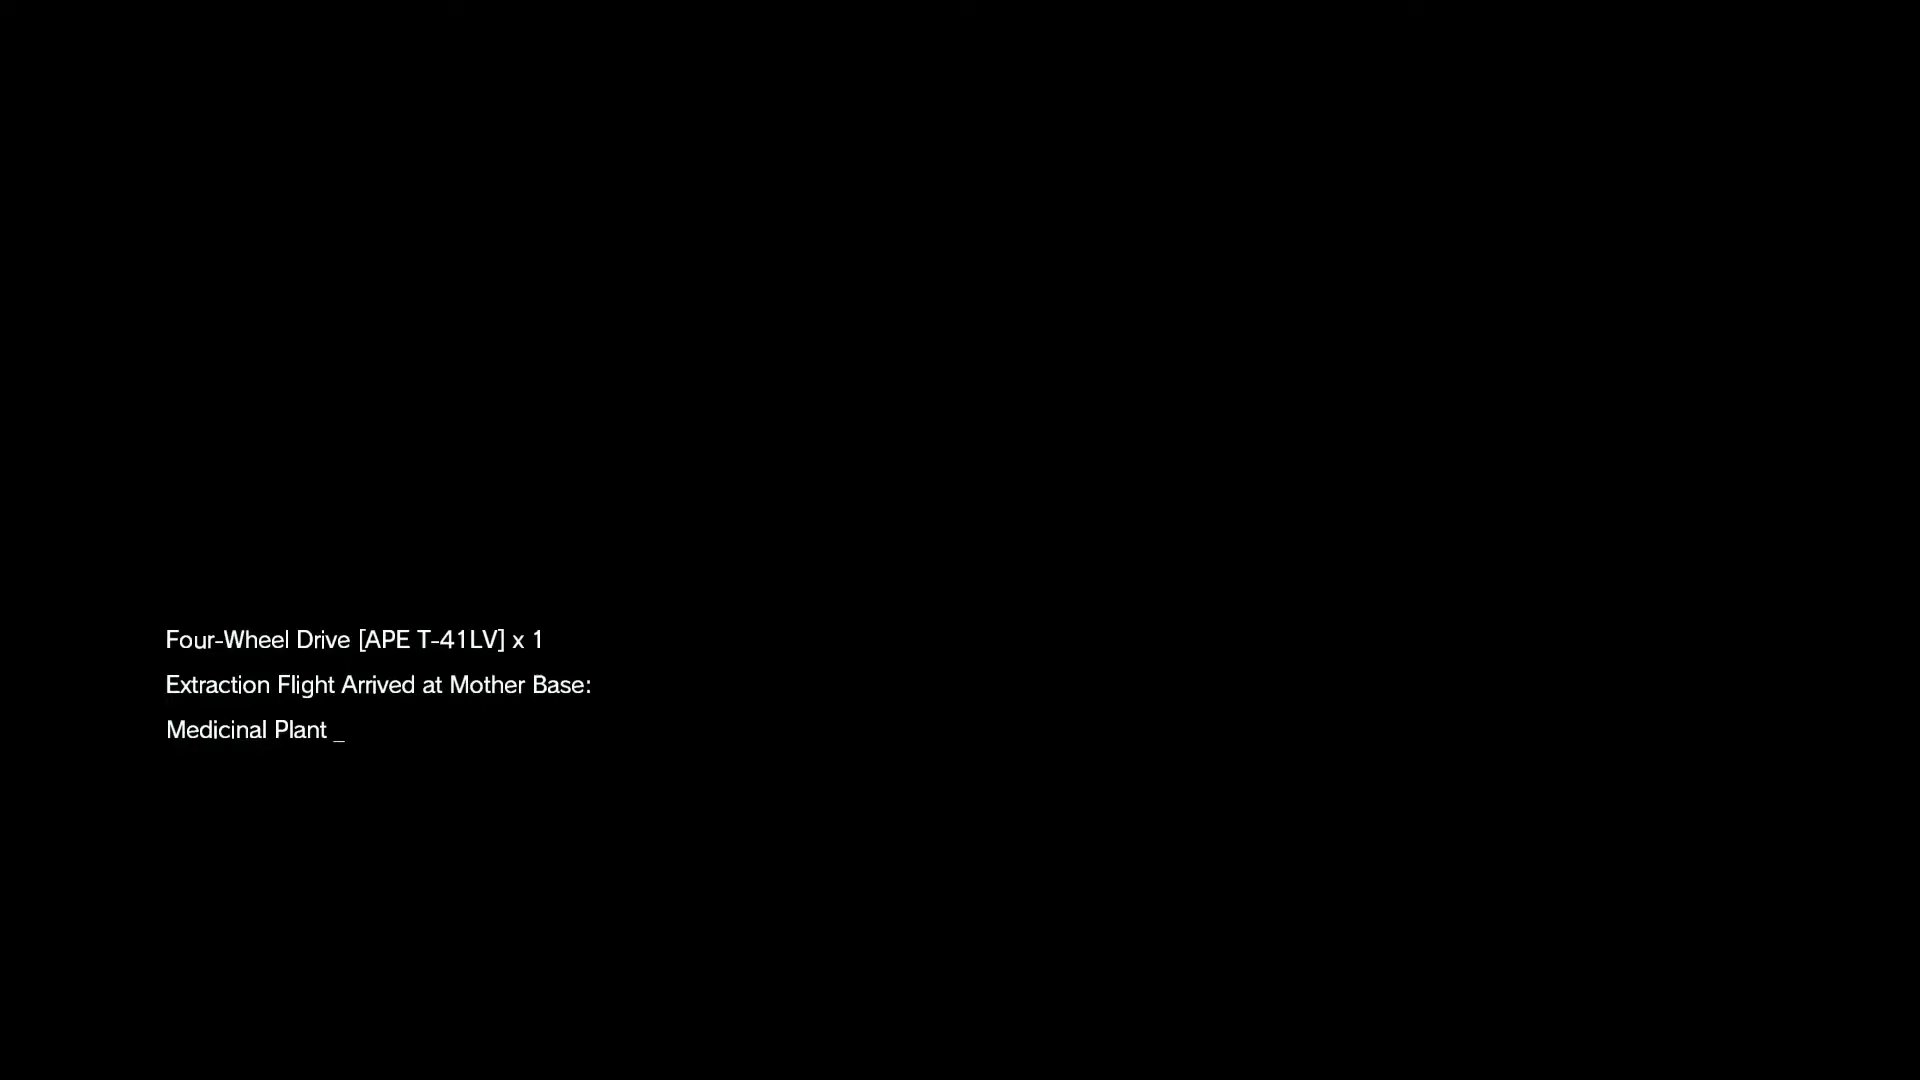 Four-Wheel Drive [APE T-41LV] x 1
Extraction Flight Arrived at Mother Base:
Medicinal Plant _